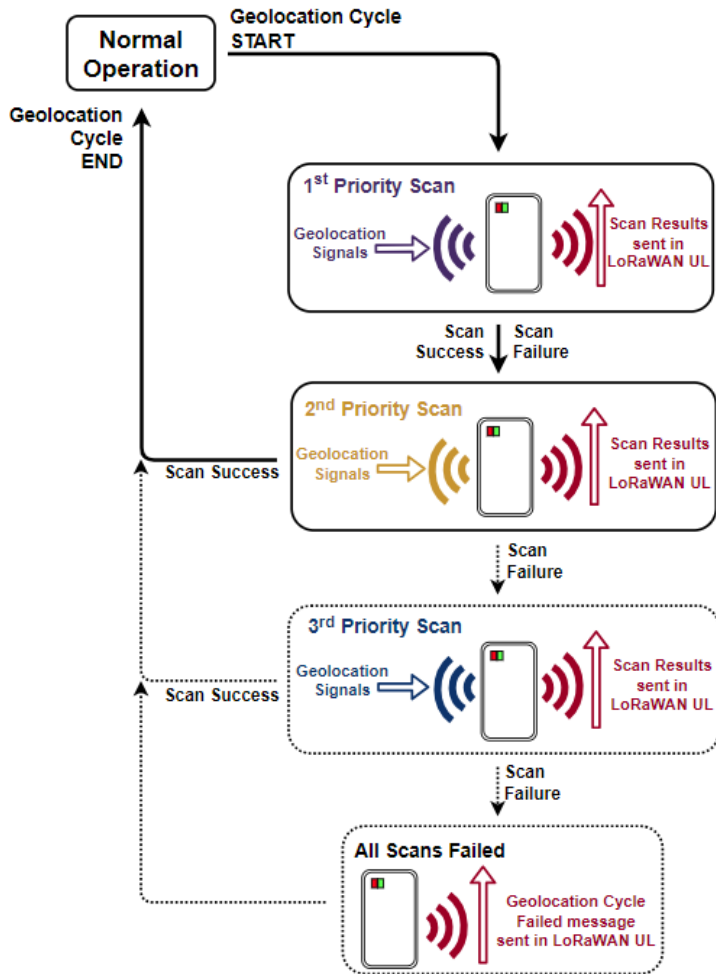 Normal
Operation
Geolocation Cycle
START
Geolocation
Cycle
END
1st Priority Scan
Geolocation
Signals
Scan Results
sent in
LoRaWAN UL
Scan
Success
Scan
Failure
2nd Priority Scan
Geolocation
Signals
Scan Results
sent in
LoRaWAN UL
Scan Success
Scan
Failure
3rd Priority Scan
Geolocation
Signals
Scan Results
sent in
LoRaWAN UL
Scan Success
Scan
Failure
All Scans Failed
Geolocation Cycle
Failed message
sent in LoRaWAN UL